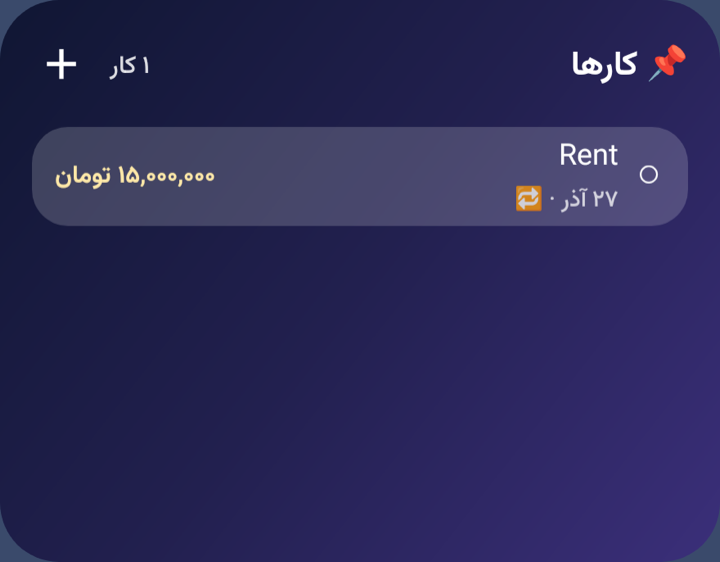 📌 کارها
۱ کار
+
Rent
۲۷ آذر · 🔁
۱۵,۰۰۰,۰۰۰ تومان